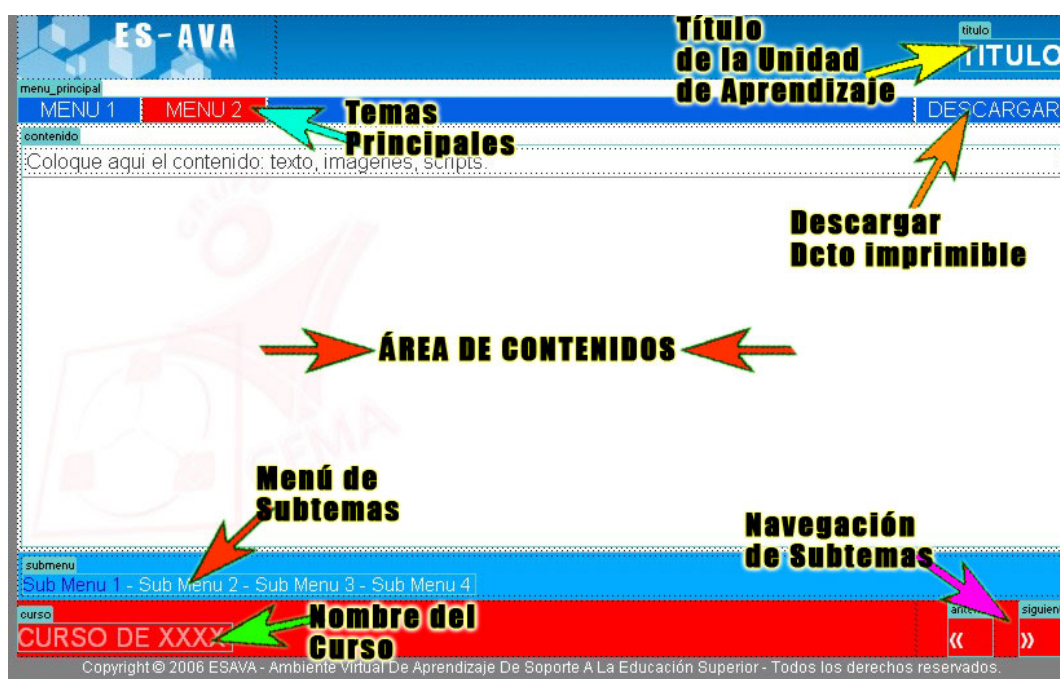 ES-AVA
Título
de la Unidad
de Aprendizaje
titulo
TITULO
menu_principal
MENU 1
MENU 2
Temas
Principales
DESCARGAR
contenido
Coloque aqui el contenido: texto, imagenes, scripts.
Descargar
Dcto imprimible
ÁREA DE CONTENIDOS
Menú de
Subtemas
Navegación
de Subtemas
submenu
Sub Menu 1 - Sub Menu 2 - Sub Menu 3 - Sub Menu 4
curso
CURSO DE XXXX
Nombre del
Curso
siguient
«
»
Copyright © 2006 ESAVA - Ambiente Virtual De Aprendizaje De Soporte A La Educación Superior - Todos los derechos reservados.